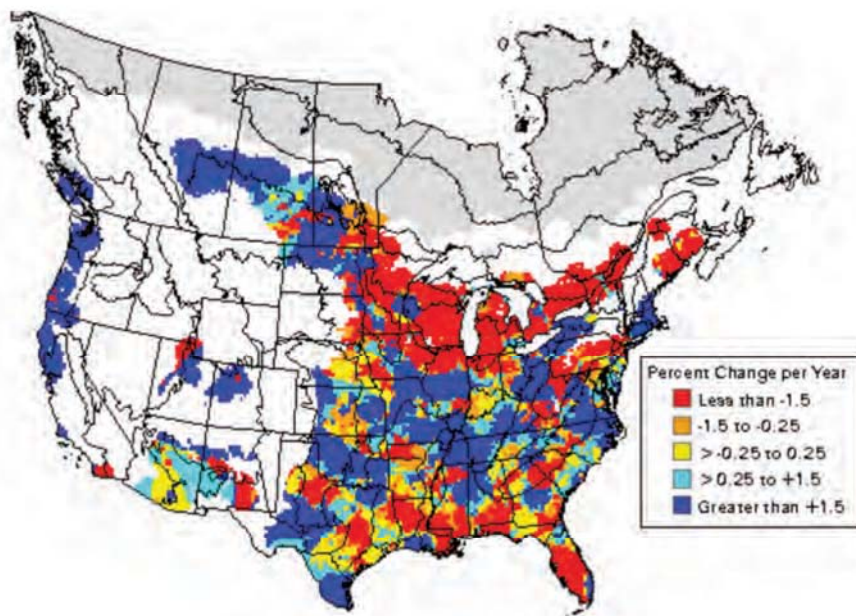 Percent Change per Year
Less than -1.5
-1.5 to -0.25
>-0.25 to 0.25
>0.25 to +1.5
Greater than +1.5